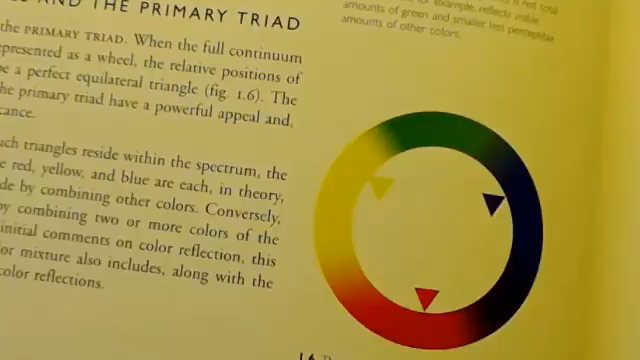 AND THE PRIMARY TRIAD
the PRIMARY TRIAD. When the full continuum
epresented as a wheel, the relative positions of
e a perfect equilateral triangle (fig. 1.6). The
he primary triad have a powerful appeal and,
cance.
uch triangles reside within the spectrum, the
e red, yellow, and blue are each, in theory,
de by combining other colors. Conversely,
by combining two or more colors of the
initial comments on color reflection, this
or mixture also includes, along with the
color reflections.
for example, reflects visible
amounts of green and smaller, less perceptible
amounts of other colors.
1.6